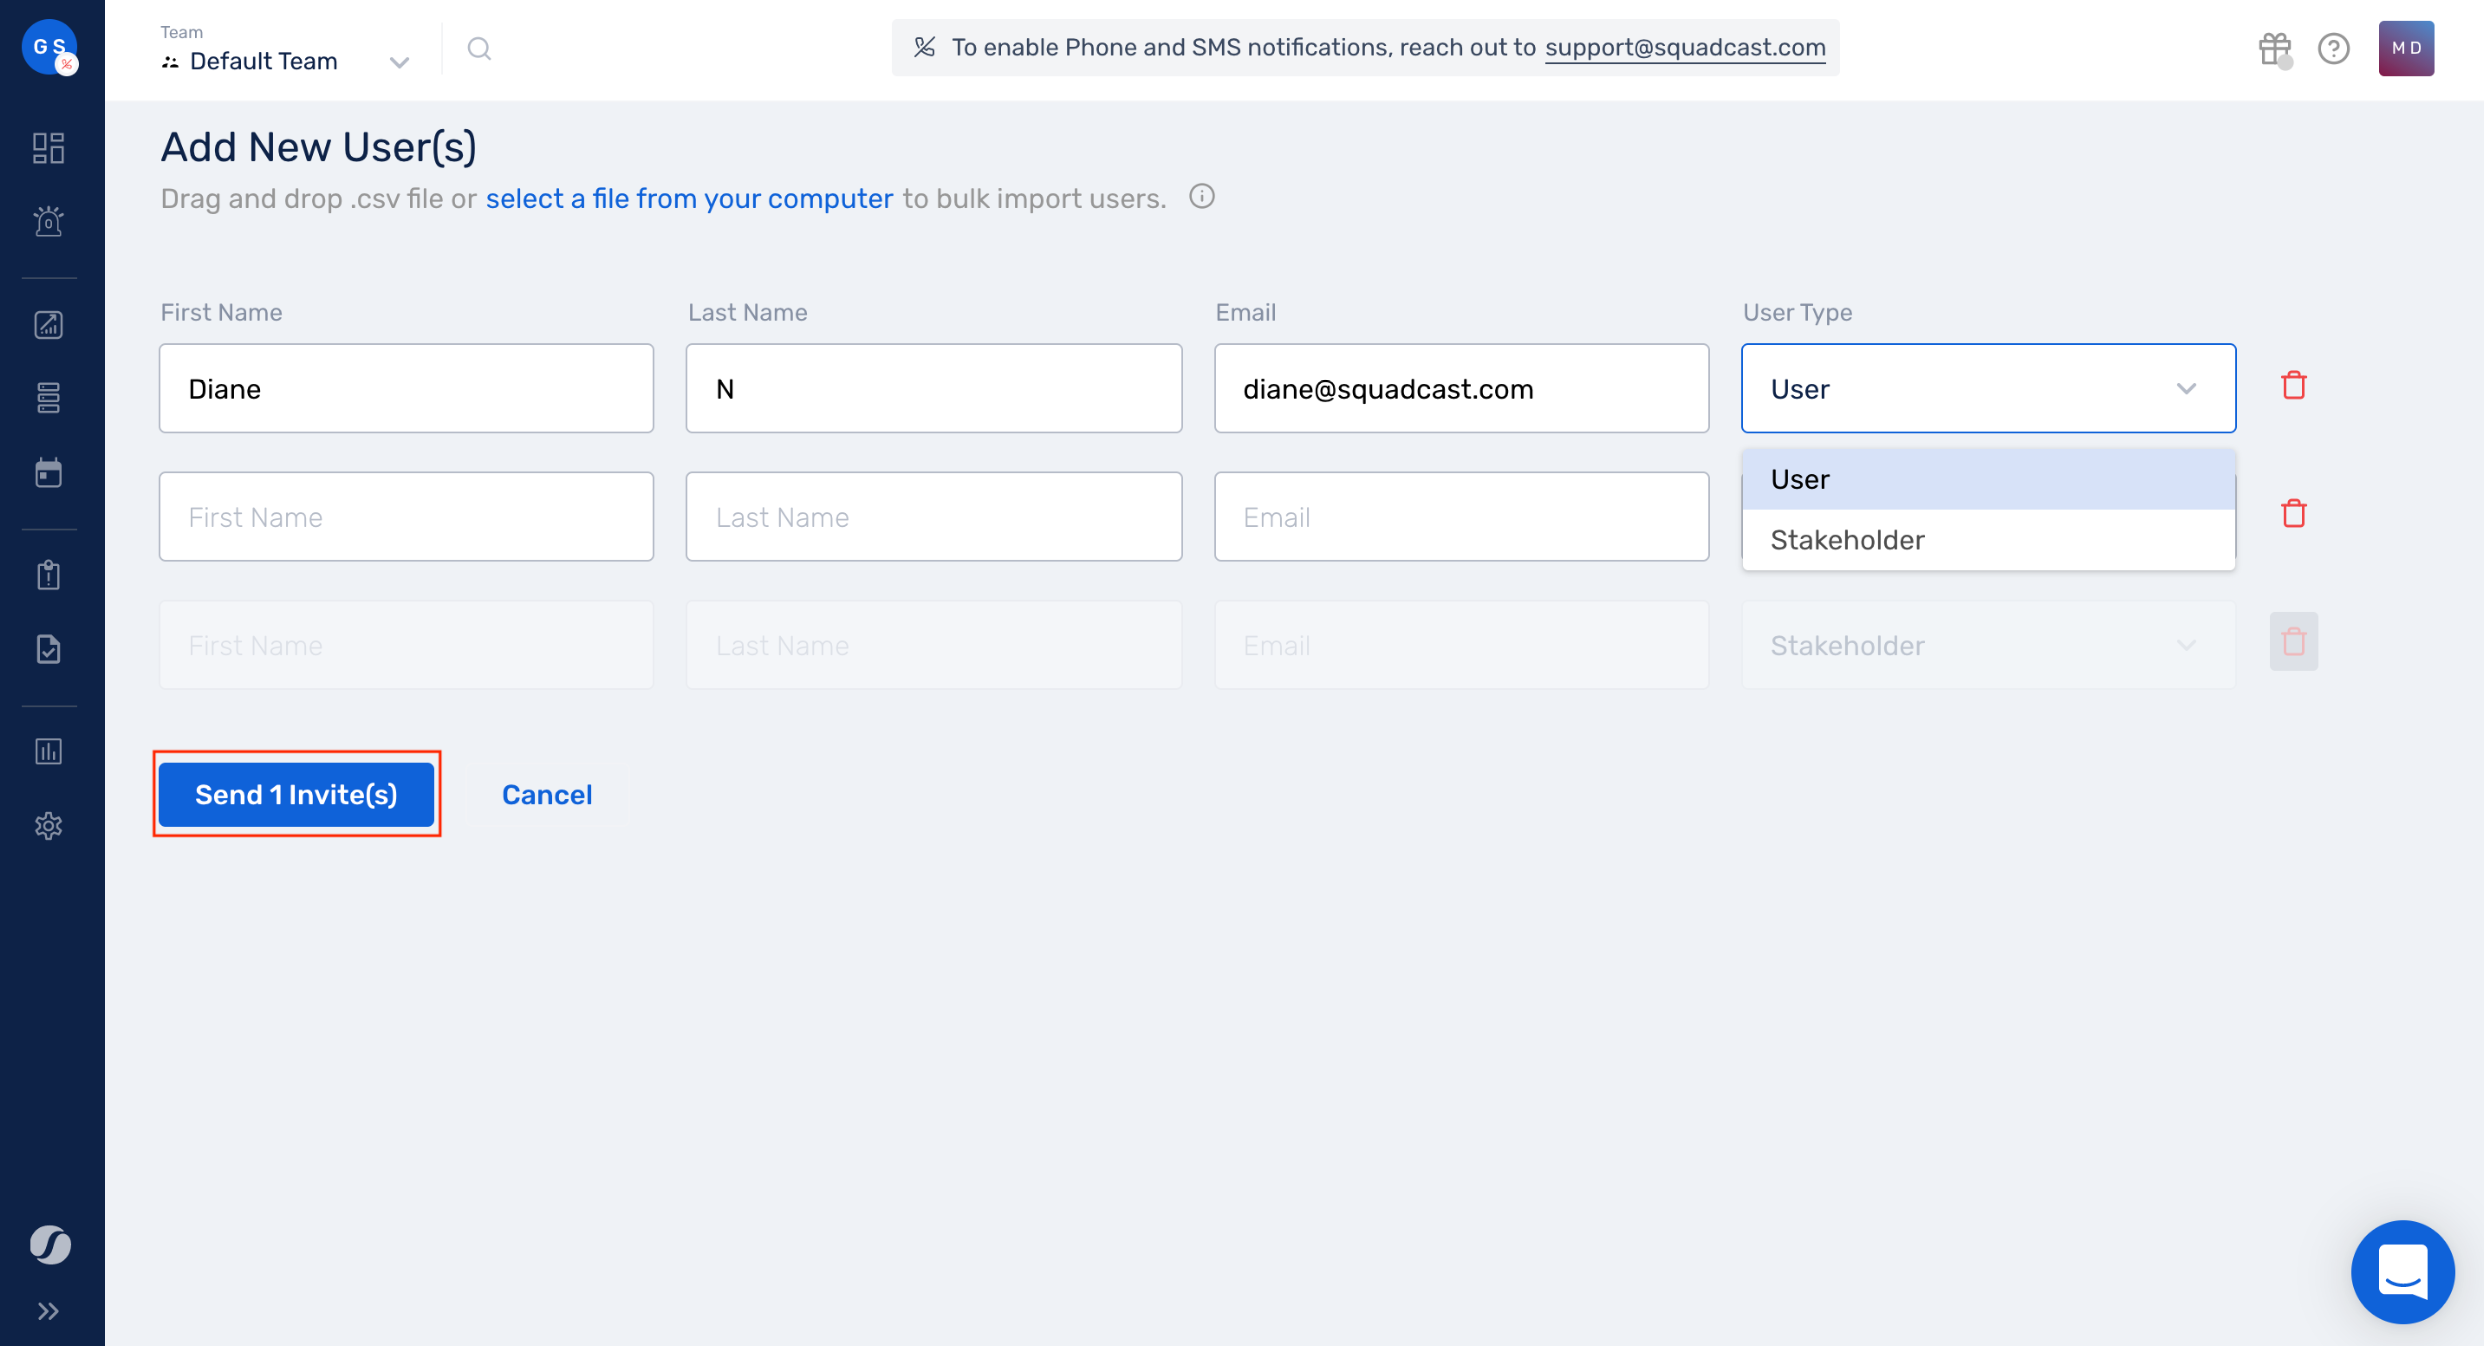 G S
Team
Default Team
To enable Phone and SMS notifications, reach out to support@squadcast.com
M D
Add New User(s)
Drag and drop .csv file or select a file from your computer to bulk import users.
First Name Last Name Email User Type
Diane N diane@squadcast.com User
User
First Name Last Name Email
Stakeholder
First Name Last Name Email Stakeholder
Send 1 Invite(s) Cancel
0